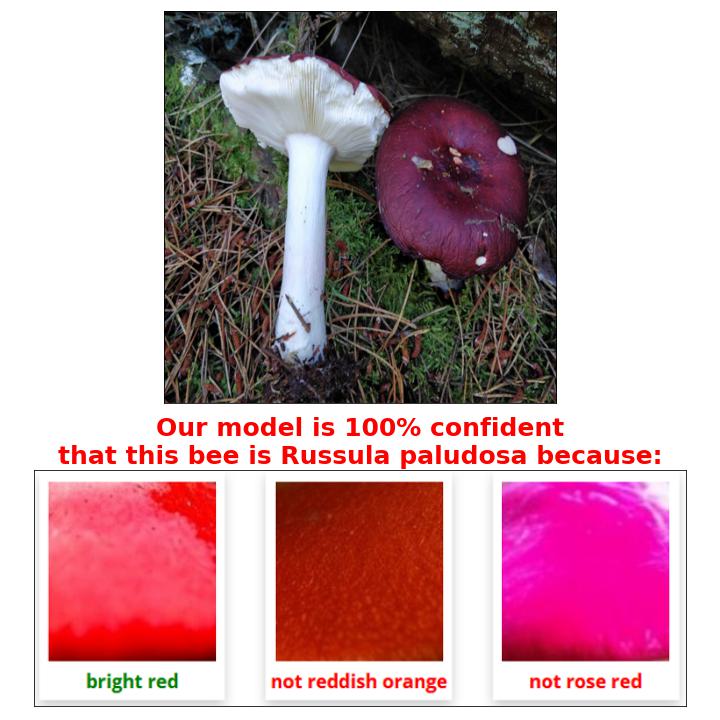 Our model is 100% confident
that this bee is Russula paludosa because:
bright red
not reddish orange
not rose red